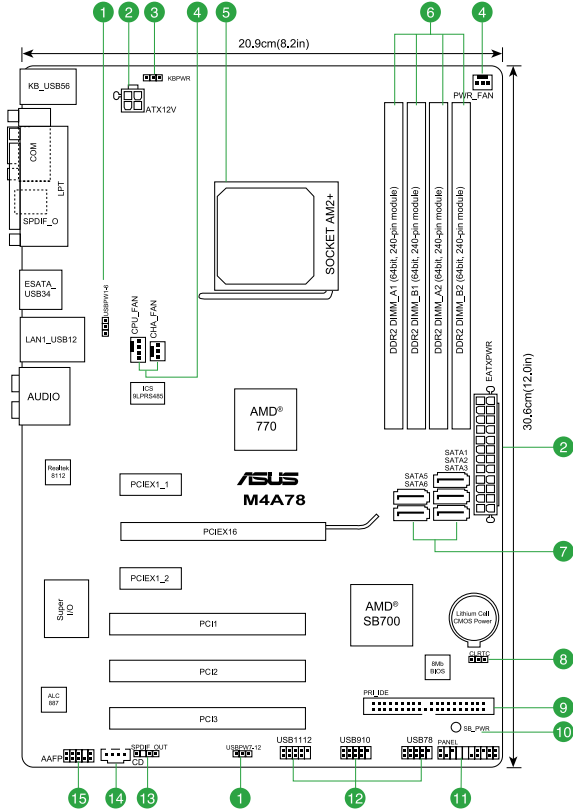 1
2
3
4
5
6
4
20.9cm(8.2in)
KB_USB56
KBPWR
ATX12V
PWR_FAN
COM
LPT
SPDIF_O
SOCKET AM2+
DDR2 DIMM_A1 (64bit, 240-pin module)
DDR2 DIMM_B1 (64bit, 240-pin module)
DDR2 DIMM_A2 (64bit, 240-pin module)
DDR2 DIMM_B2 (64bit, 240-pin module)
ESATA_
USB34
USBPW1-6
CPU_FAN
CHA_FAN
LAN1_USB12
EATXPWR
30.6cm(12.0in)
AUDIO
ICS
9LPRS485
AMD®
770
2
Realtek
8112
ASUS
M4A78
SATA1
SATA2
SATA3
SATA5
SATA6
PCIEX1_1
PCIEX16
7
PCIEX1_2
Super
I/O
AMD®
SB700
Lithium Cell
CMOS Power
PCI1
CLRTC
8
8Mb
BIOS
PCI2
ALC
887
PRI_IDE
9
PCI3
SB_PWR
10
AAFP
CD
SPDIF_OUT
USBPW7-12
USB1112
USB910
USB78
PANEL
15
14
13
1
12
11